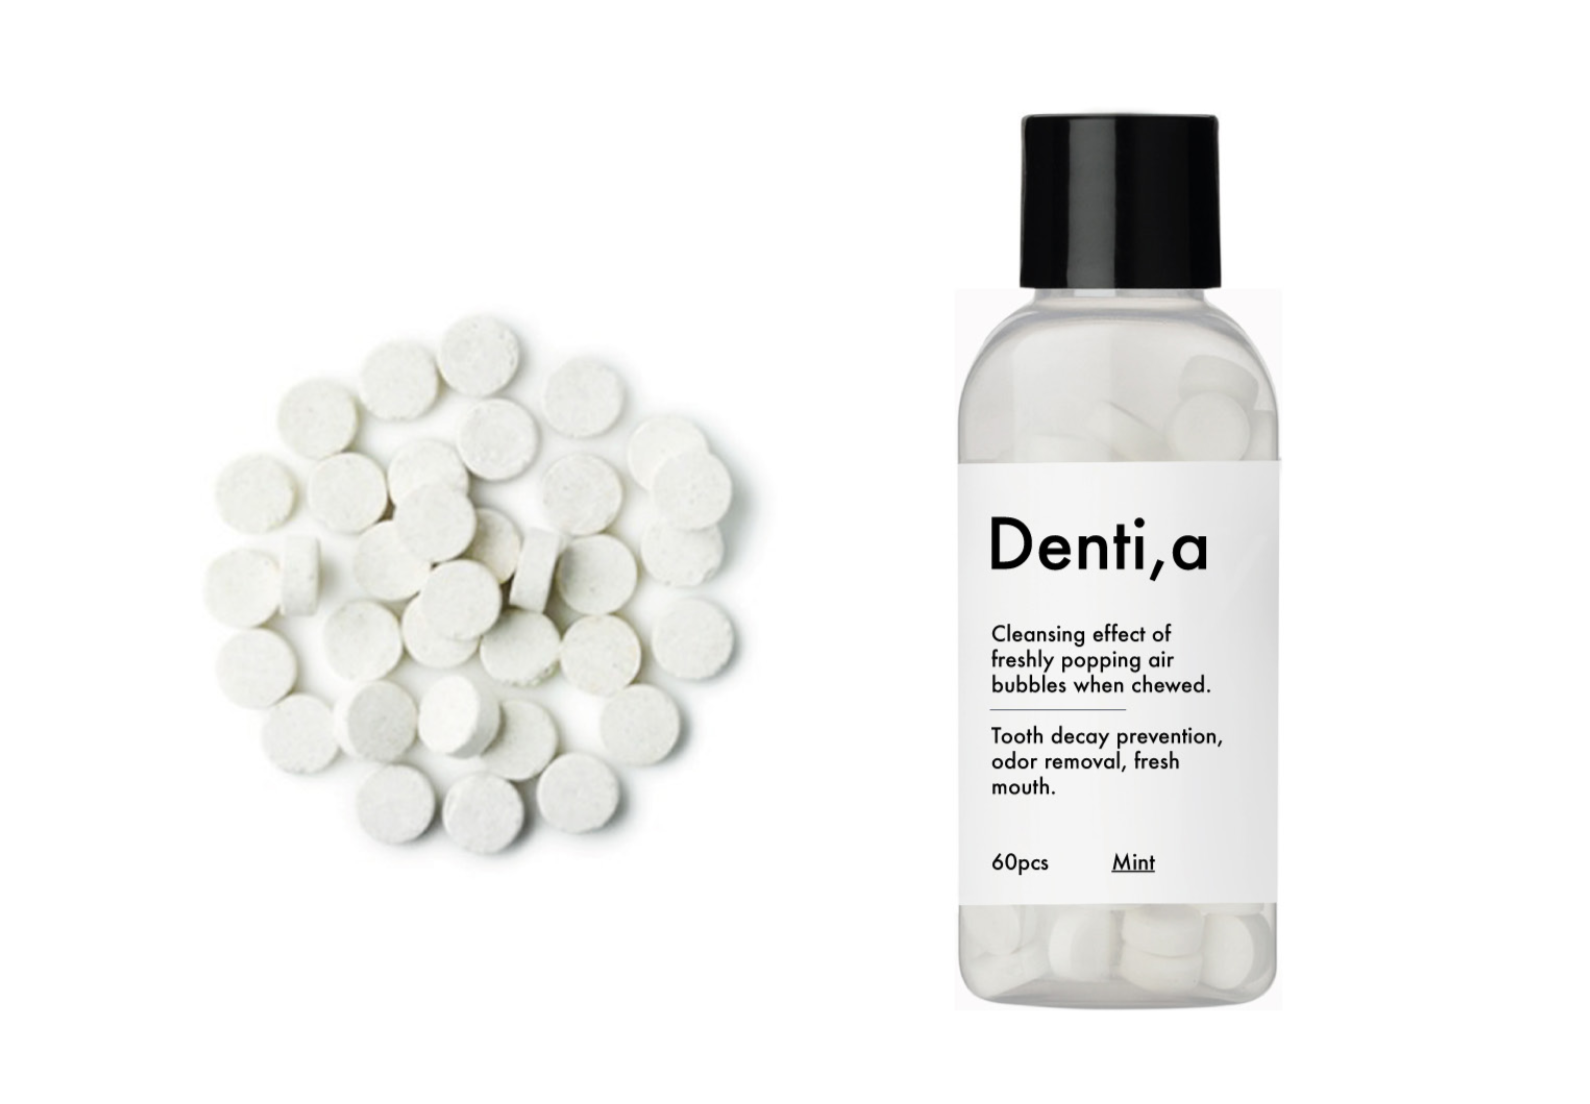 Denti,a
Cleansing effect of
freshly popping air
bubbles when chewed.
Tooth decay prevention,
odor removal, fresh
mouth.
60pcs Mint